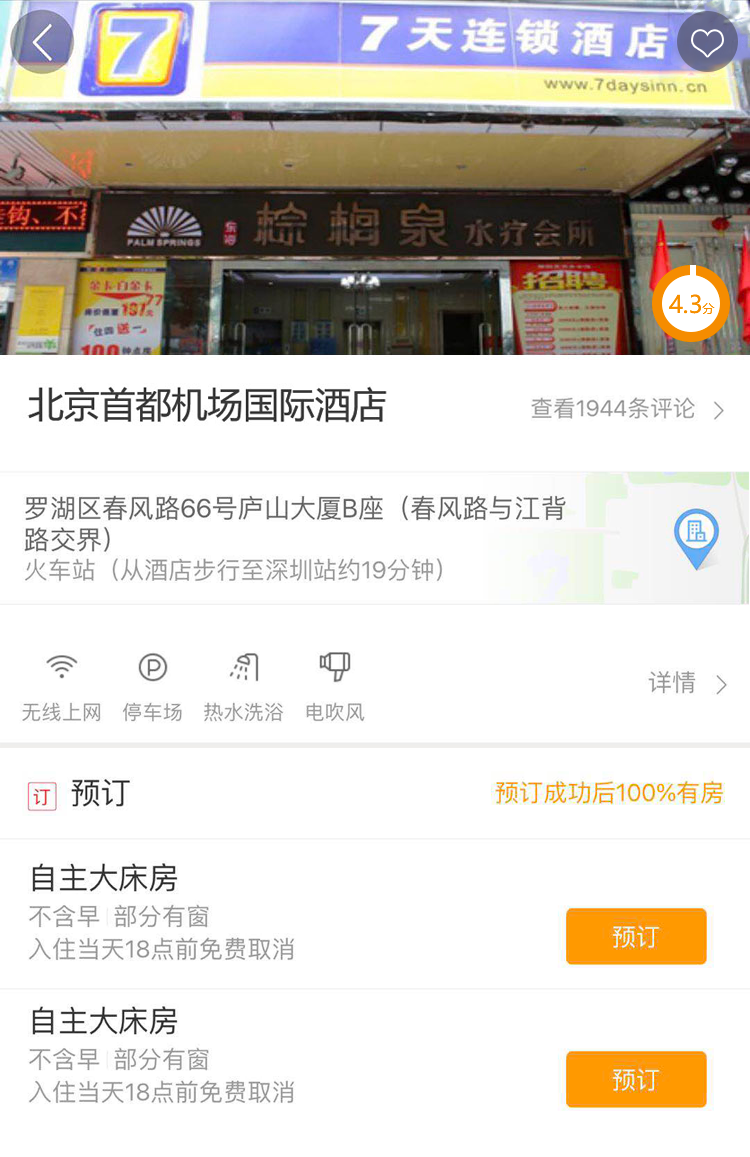 7
7天连锁酒店
www.7daysinn.cn
PALM SPRINGS
东海
棕榈泉
水疗会所
金卡·白金卡
招聘
4.3分
北京首都机场国际酒店
查看1944条评论
罗湖区春风路66号庐山大厦B座（春风路与江背
路交界）
火车站（从酒店步行至深圳站约19分钟）
无线上网
停车场
热水洗浴
电吹风
详情
订
预订
预订成功后100%有房
自主大床房
不含早
部分有窗
入住当天18点前免费取消
预订
自主大床房
不含早
部分有窗
入住当天18点前免费取消
预订